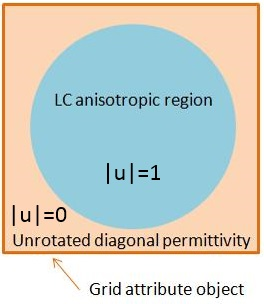 LC anisotropic region
|u|=1
|u|=0
Unrotated diagonal permittivity
Grid attribute object